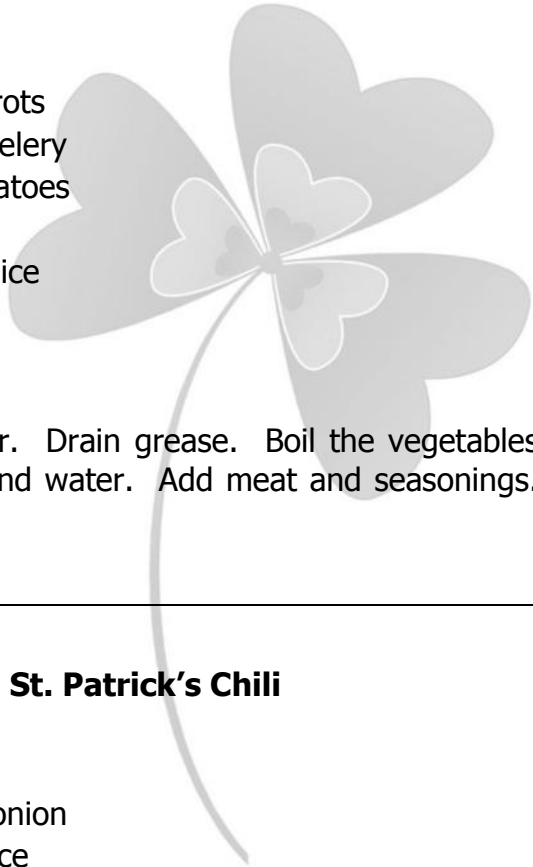 rots
elery
atoes
ice
r. Drain grease. Boil the vegetables
nd water. Add meat and seasonings.
St. Patrick’s Chili
onion
ce